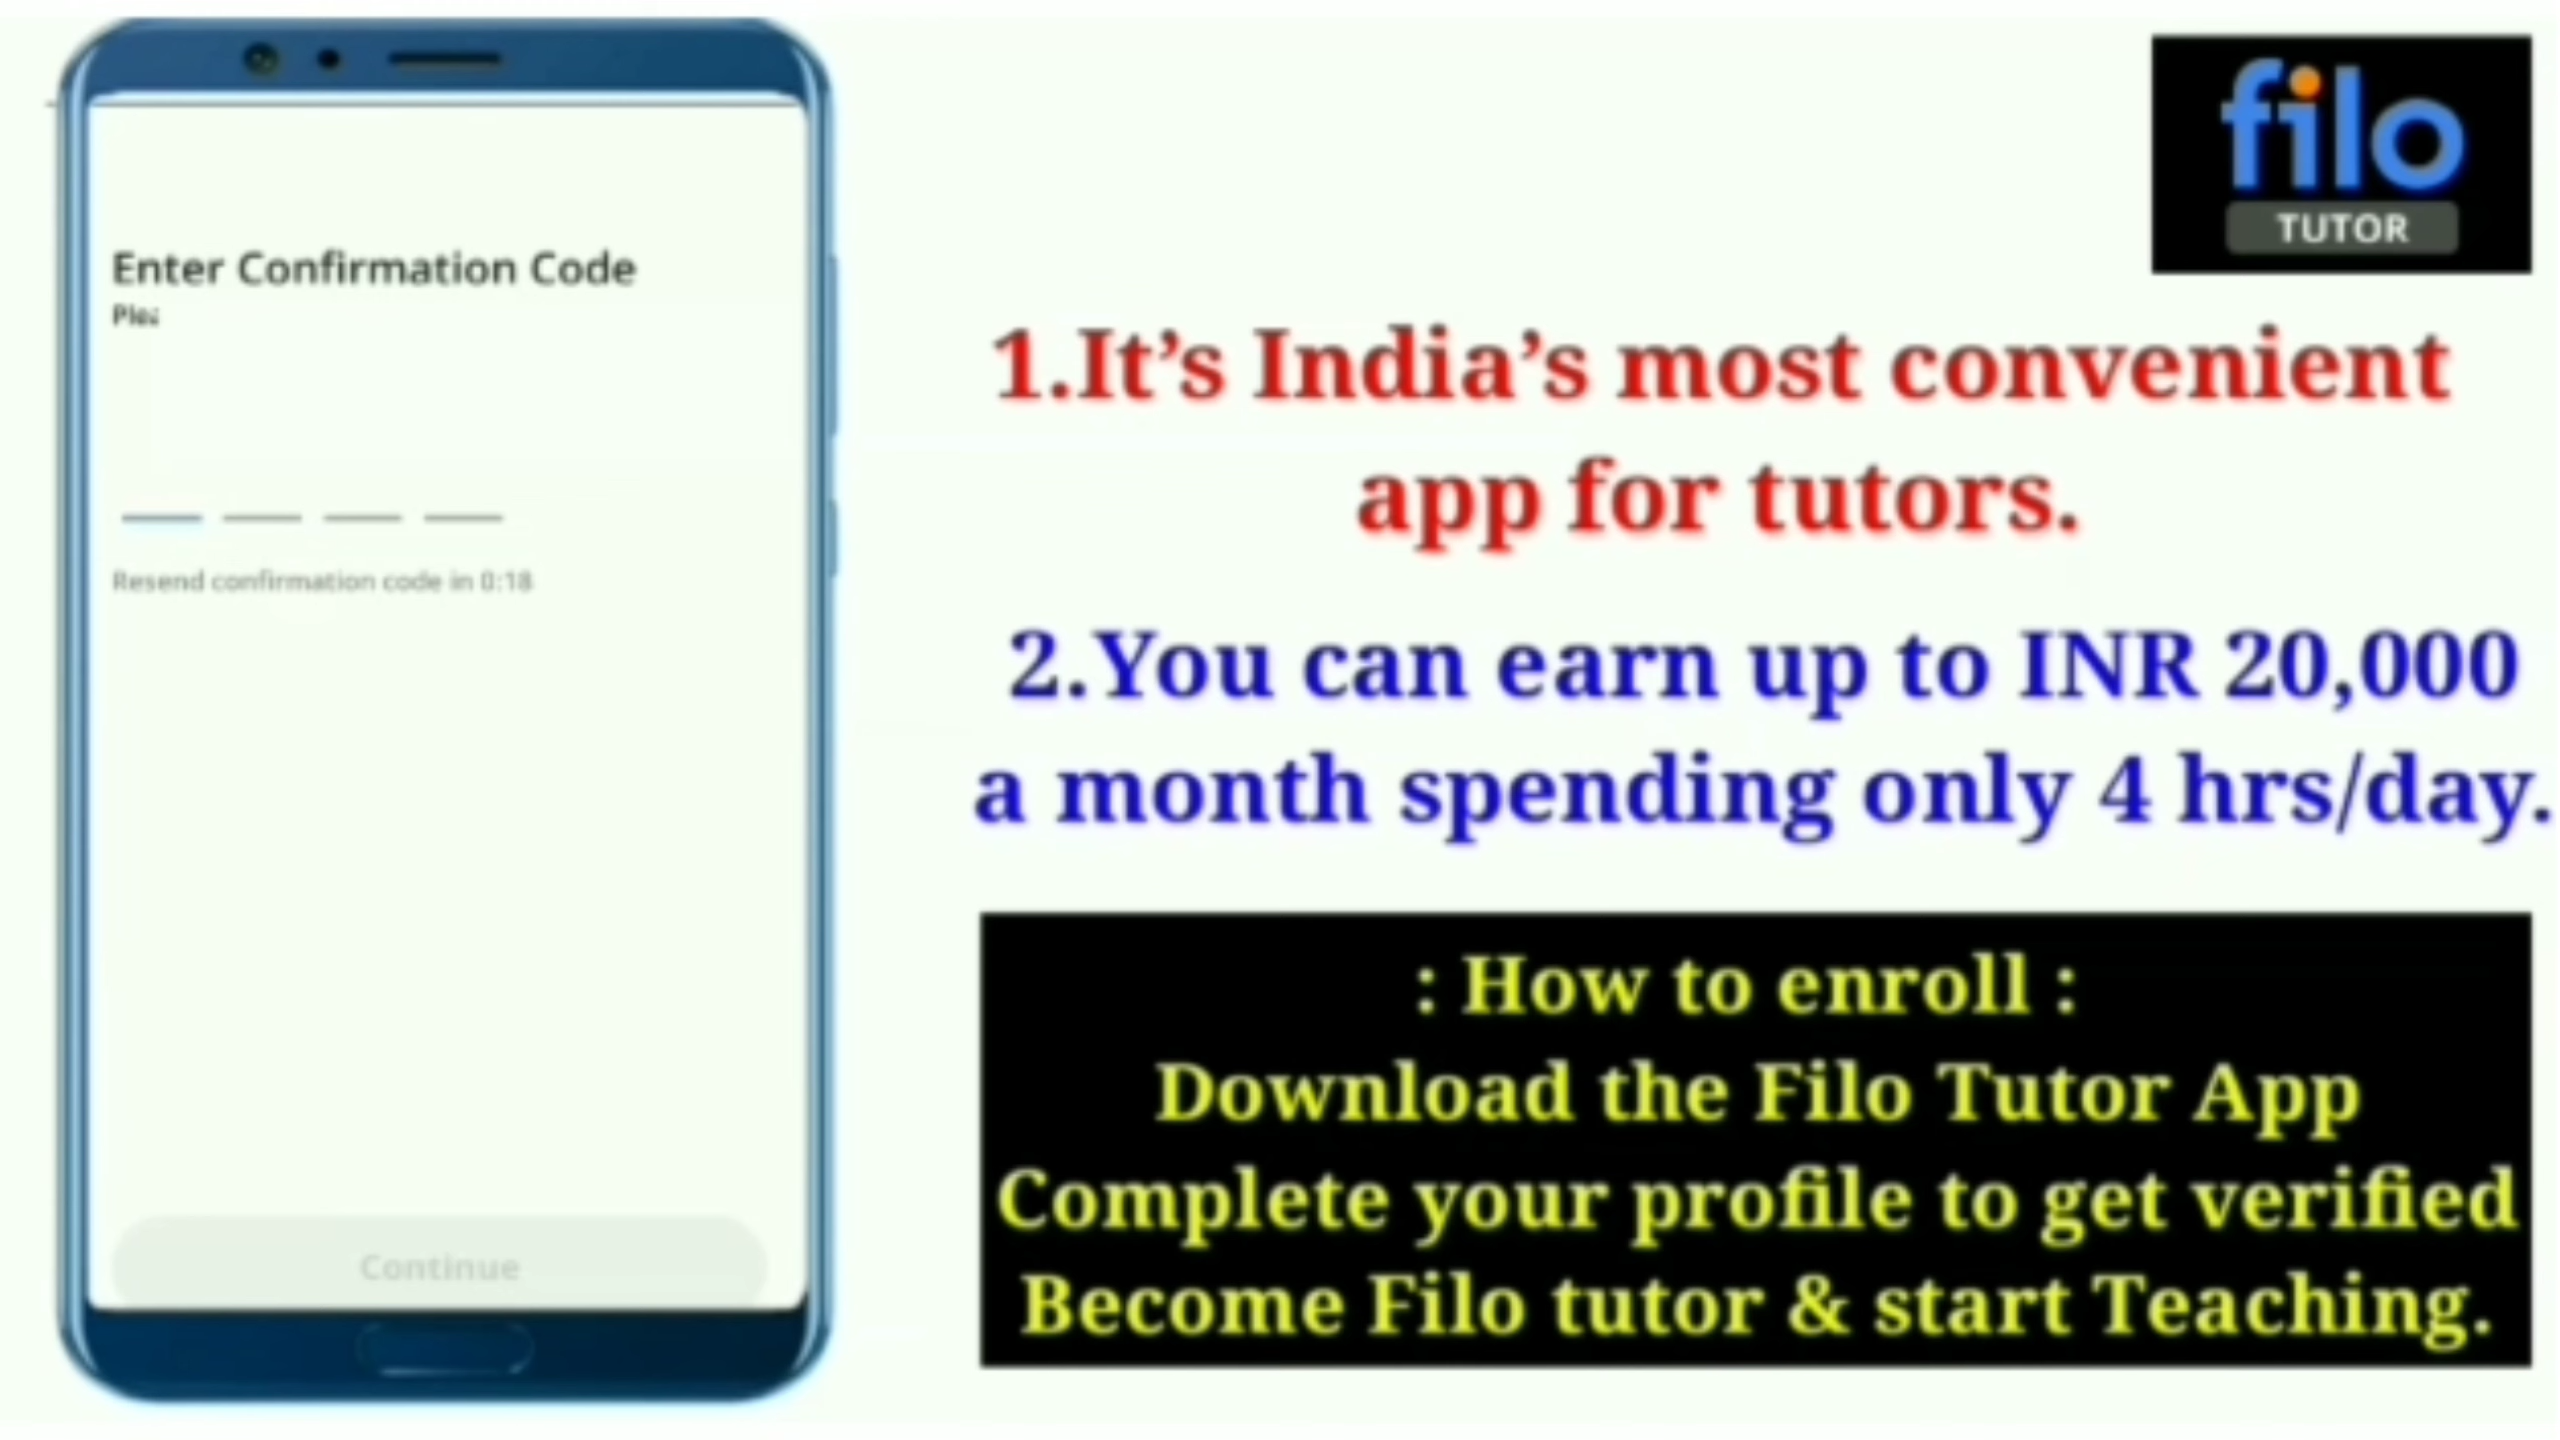 Enter Confirmation Code
Resend confirmation code in 0:18
Continue
filo
TUTOR
1.It’s India’s most convenient
app for tutors.
2.You can earn up to INR 20,000
a month spending only 4 hrs/day.
: How to enroll :
Download the Filo Tutor App
Complete your profile to get verified
Become Filo tutor & start Teaching.